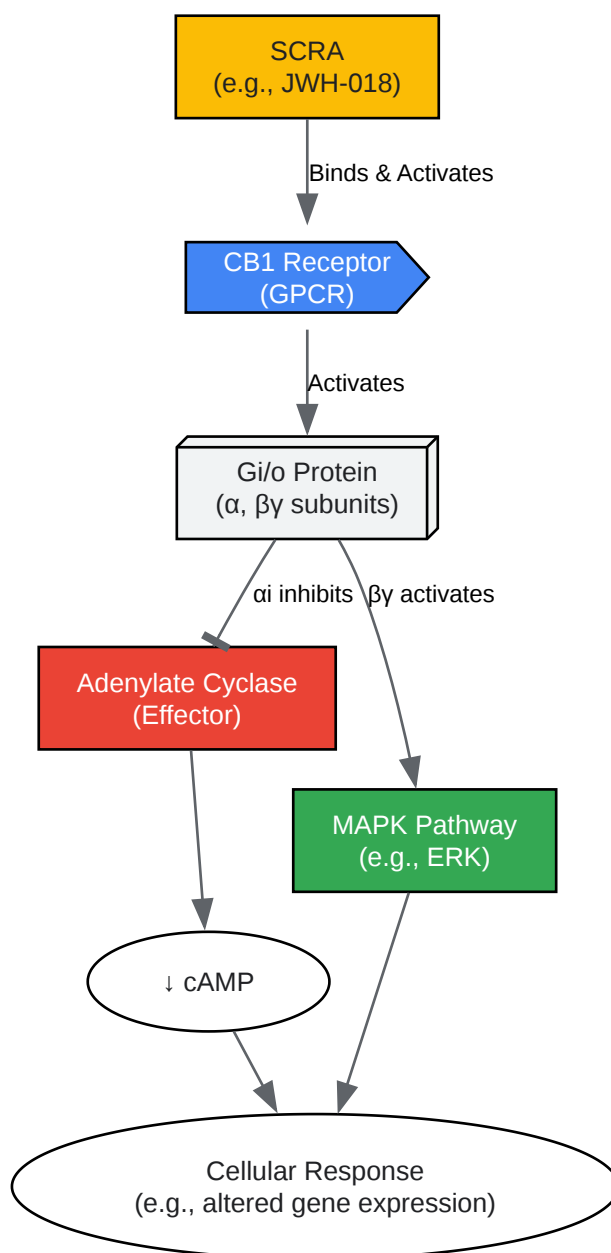 SCRA
(e.g., JWH-018)
Binds & Activates
CB1 Receptor
(GPCR)
Activates
Gi/o Protein
(α, βγ subunits)
αi inhibits
βγ activates
Adenylate Cyclase
(Effector)
MAPK Pathway
(e.g., ERK)
↓ cAMP
Cellular Response
(e.g., altered gene expression)